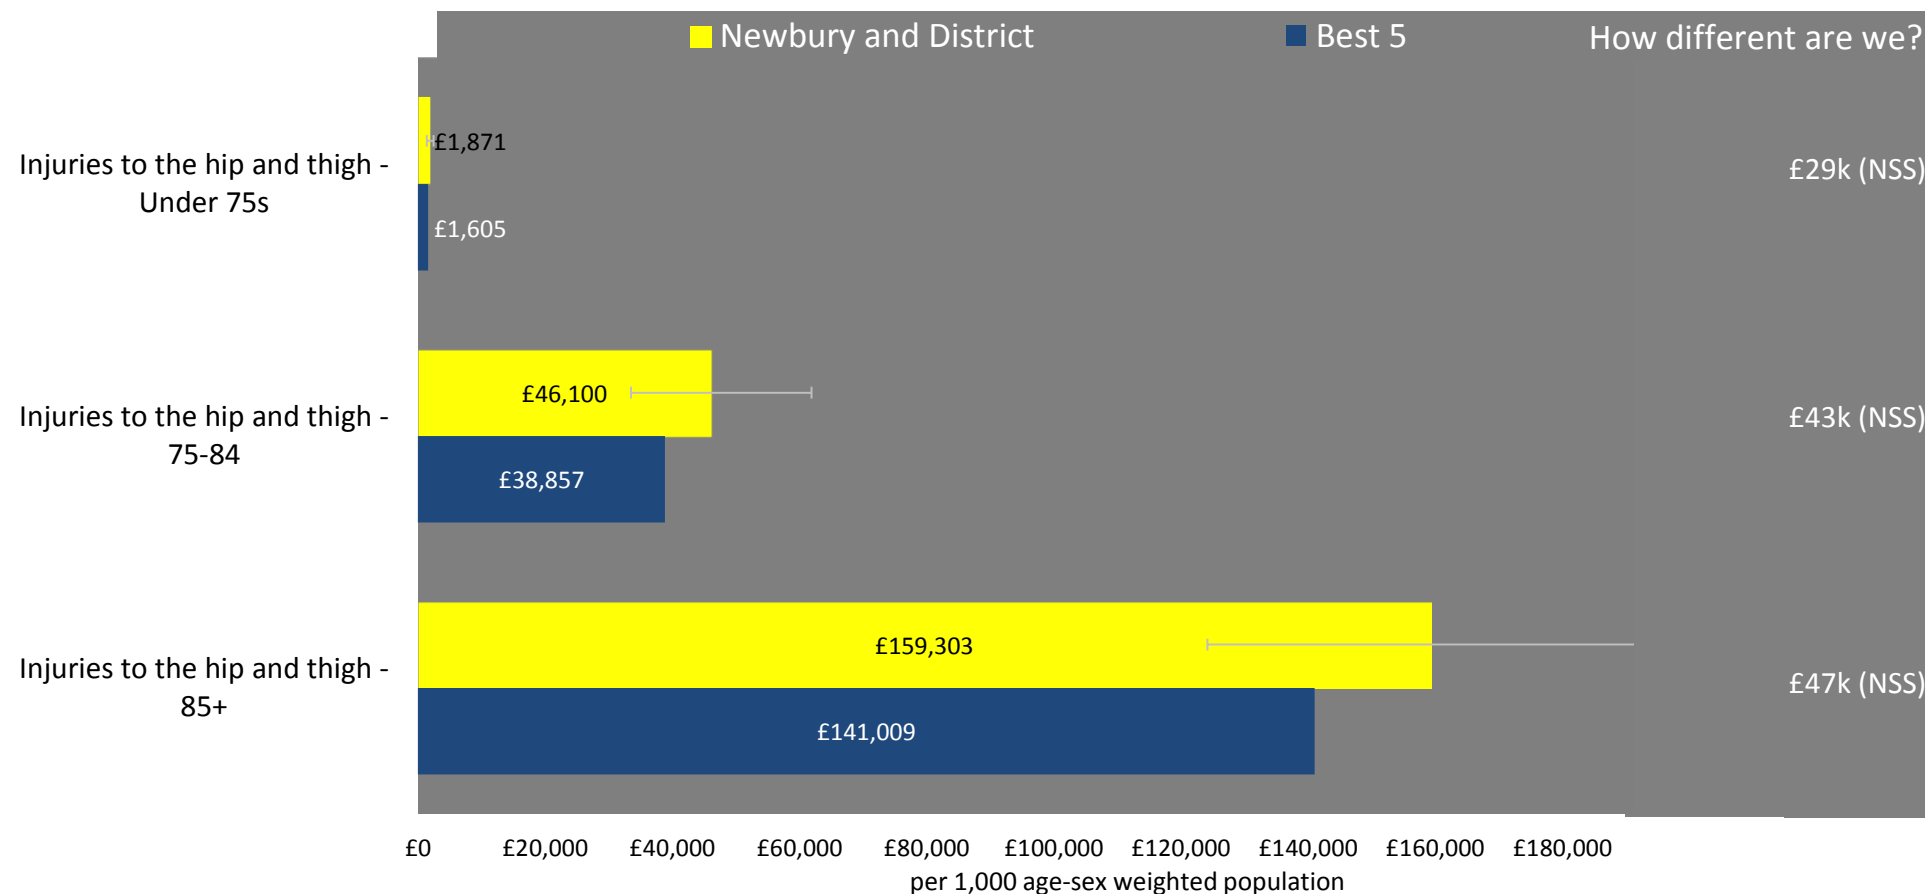 Newbury and District
Best 5
How different are we?
Injuries to the hip and thigh -
Under 75s
£1,871
£1,605
£29k (NSS)
Injuries to the hip and thigh -
75-84
£46,100
£38,857
£43k (NSS)
Injuries to the hip and thigh -
85+
£159,303
£141,009
£47k (NSS)
£0 £20,000 £40,000 £60,000 £80,000 £100,000 £120,000 £140,000 £160,000 £180,000
per 1,000 age-sex weighted population